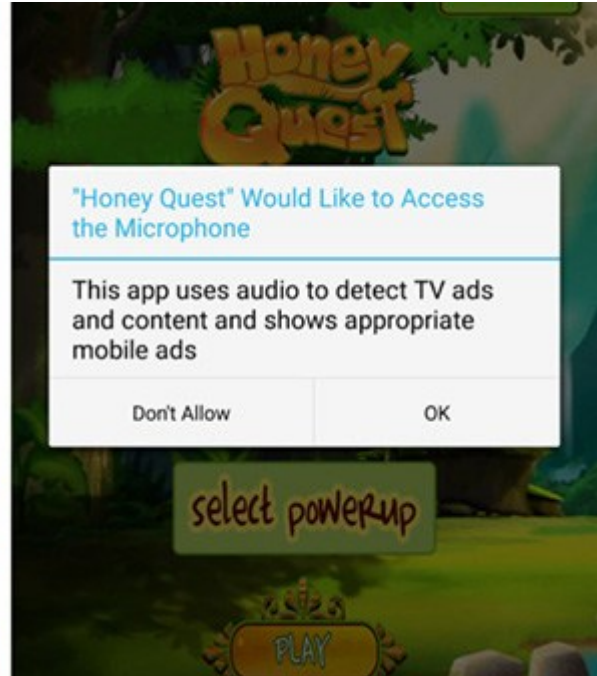 Honey
Quest
"Honey Quest" Would Like to Access
the Microphone
This app uses audio to detect TV ads
and content and shows appropriate
mobile ads
Don't Allow
OK
select powerup
PLAY